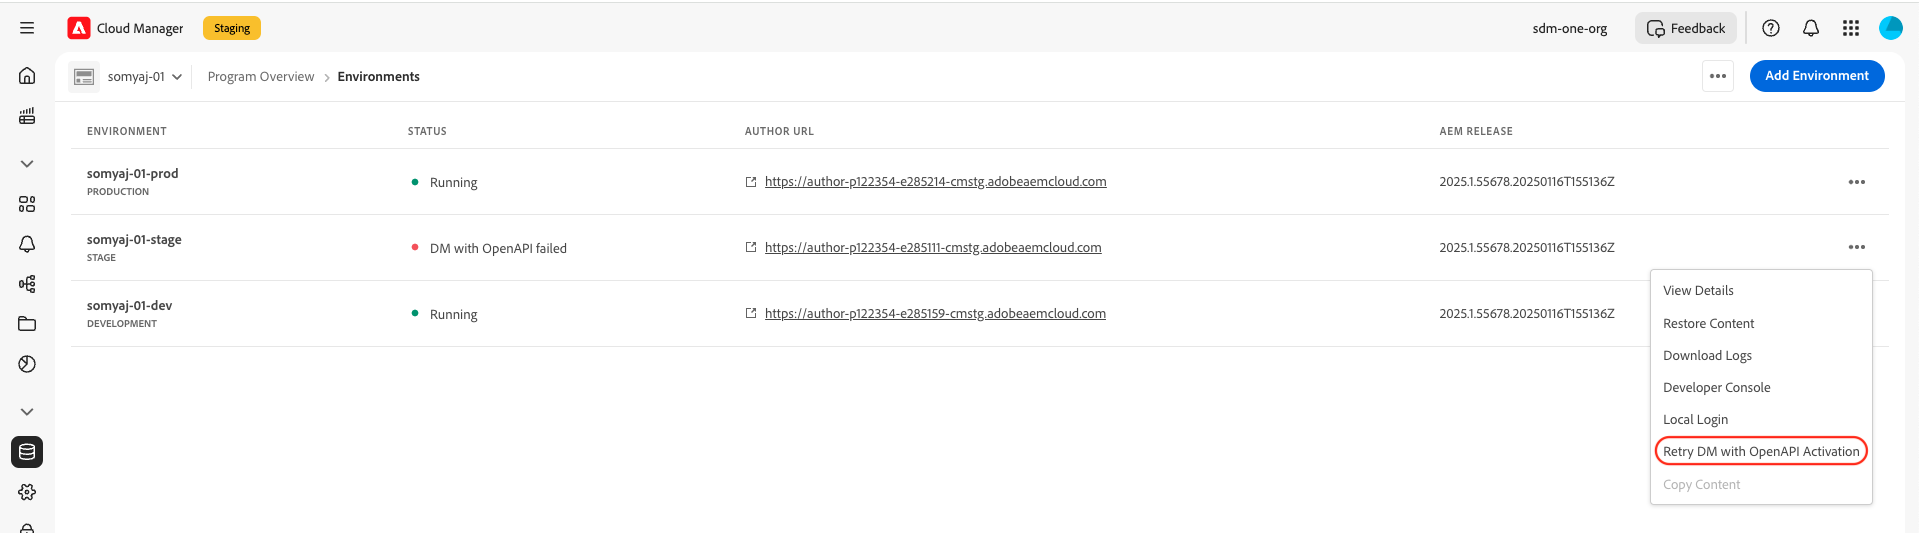 Cloud Manager
Staging
sdm-one-org
Feedback
somyaj-01
Program Overview > Environments
Add Environment
ENVIRONMENT STATUS AUTHOR URL AEM RELEASE
somyaj-01-prod
PRODUCTION
Running
https://author-p122354-e285214-cmstg.adobeaemcloud.com
2025.1.55678.20250116T155136Z
somyaj-01-stage
STAGE
DM with OpenAPI failed
https://author-p122354-e285111-cmstg.adobeaemcloud.com
2025.1.55678.20250116T155136Z
somyaj-01-dev
DEVELOPMENT
Running
https://author-p122354-e285159-cmstg.adobeaemcloud.com
2025.1.55678.20250116T155136Z
View Details
Restore Content
Download Logs
Developer Console
Local Login
Retry DM with OpenAPI Activation
Copy Content